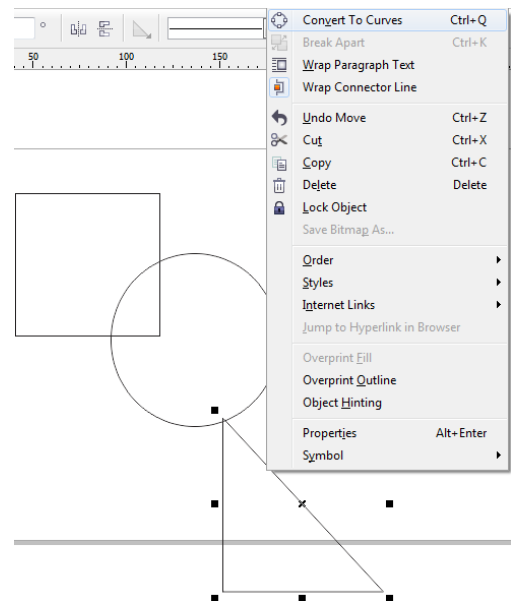 50
100
150
Convert To Curves Ctrl+Q
Break Apart Ctrl+K
Wrap Paragraph Text
Wrap Connector Line
Undo Move Ctrl+Z
Cut Ctrl+X
Copy Ctrl+C
Delete Delete
Lock Object
Save Bitmap As...
Order
Styles
Internet Links
Jump to Hyperlink in Browser
Overprint Fill
Overprint Outline
Object Hinting
Properties Alt+Enter
Symbol